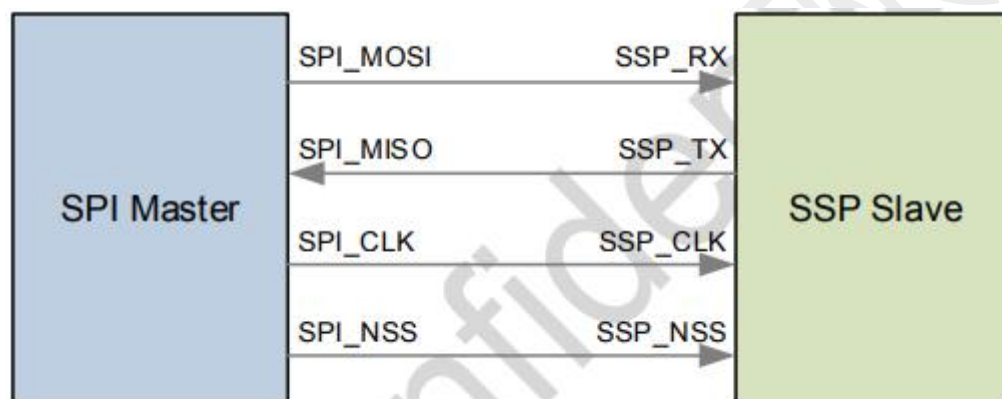 SPI_MOSI SSP_RX
SPI_MISO SSP_TX
SPI Master SSP Slave
SPI_CLK SSP_CLK
SPI_NSS SSP_NSS